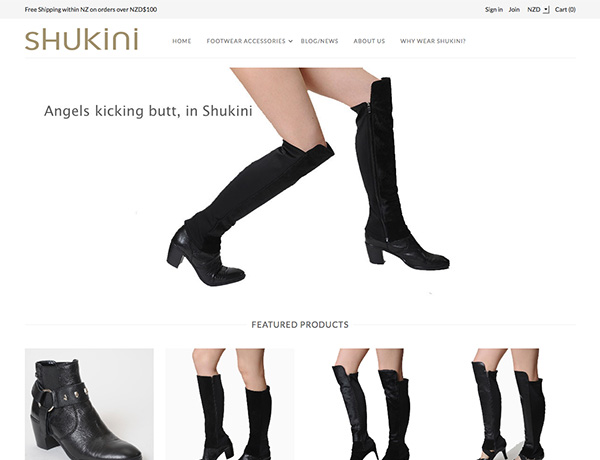 Free Shipping within NZ on orders over NZD$100
Sign in Join NZD Cart (0)
SHUKINI
HOME FOOTWEAR ACCESSORIES BLOG/NEWS ABOUT US WHY WEAR SHUKINI?
Angels kicking butt, in Shukini
FEATURED PRODUCTS